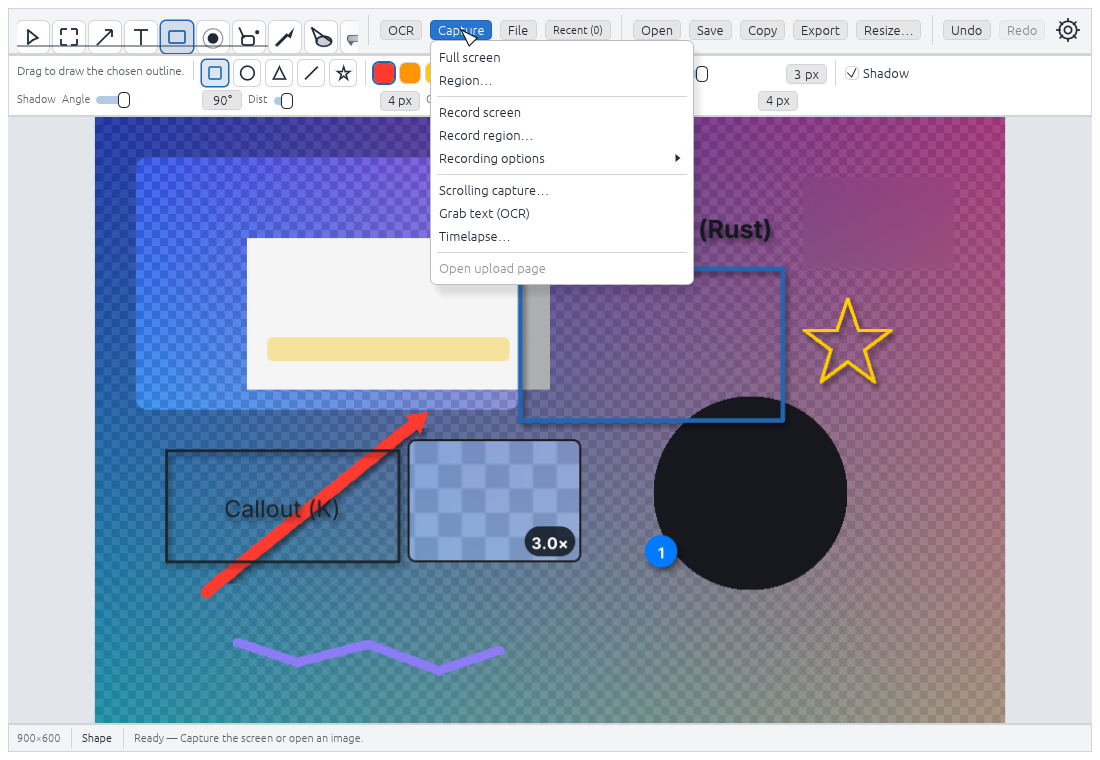 OCR Capture File Recent (0) Open Save Copy Export Resize… Undo Redo
Drag to draw the chosen outline. 3 px Shadow
Shadow Angle 90° Dist 4 px 4 px
Full screen
Region…
Record screen
Record region…
Recording options
Scrolling capture…
Grab text (OCR)
Timelapse…
Open upload page
(Rust)
Callout (K)
3.0×
1
900×600 Shape Ready — Capture the screen or open an image.